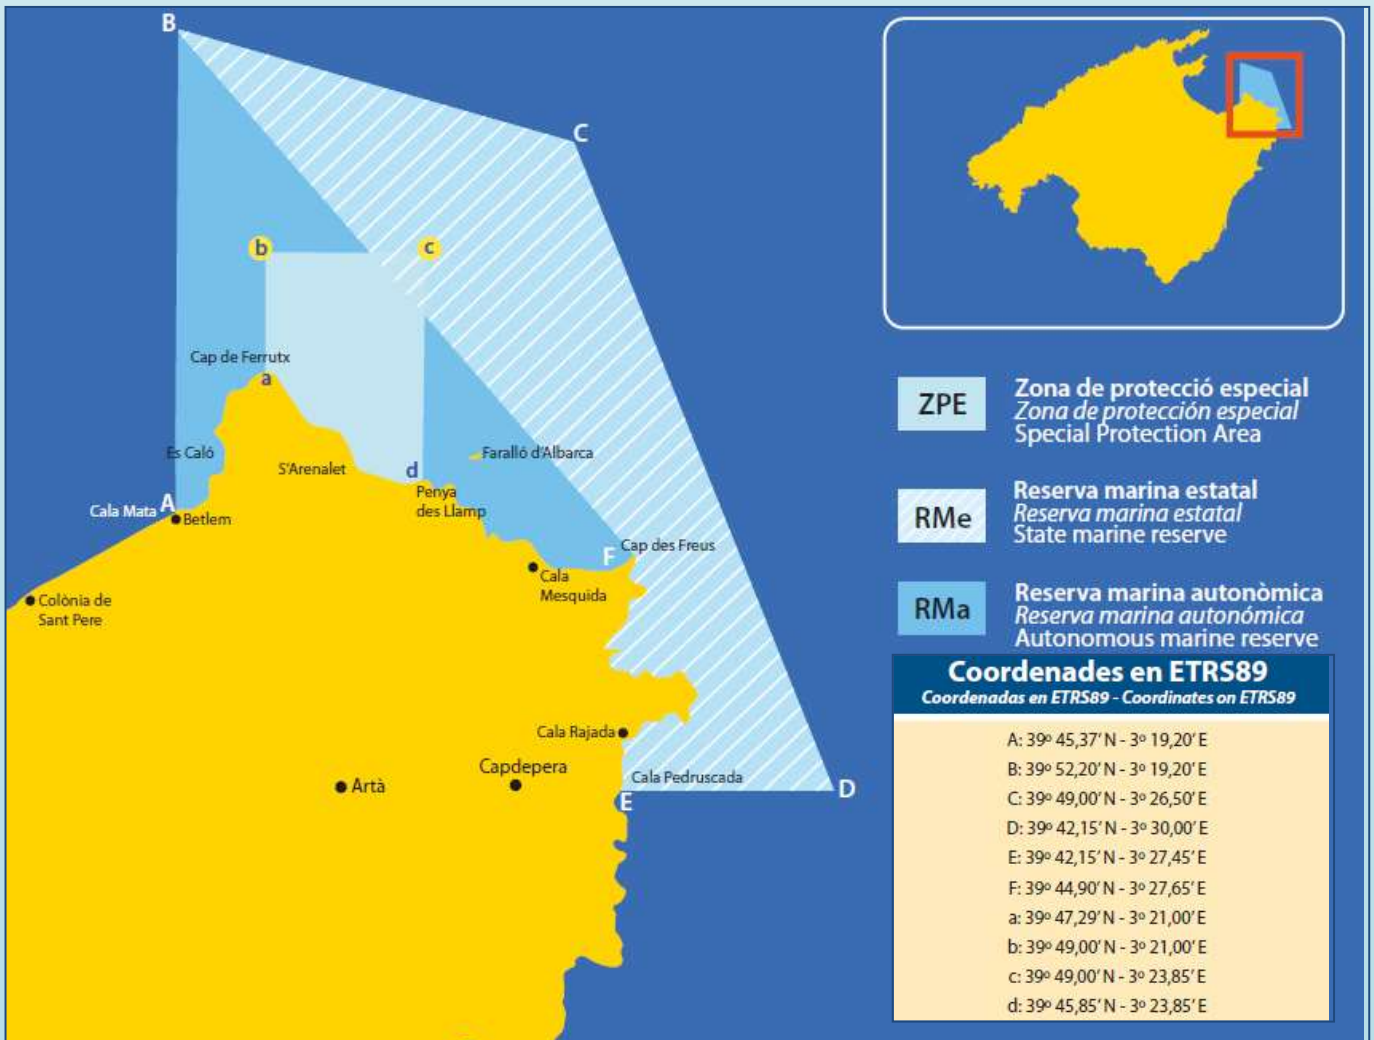 B
C
b
c
Cap de Ferrutx
a
Es Caló
S'Arenalet
d
Faralló d'Albarca
Penya
des Llamp
Cala Mata
A
Betlem
F
Cap des Freus
Cala
Mesquida
Colònia de
Sant Pere
Cala Rajada
Capdepera
Artà
Cala Pedruscada
E
D
ZPE
Zona de protecció especial
Zona de protección especial
Special Protection Area
RMe
Reserva marina estatal
Reserva marina estatal
State marine reserve
RMa
Reserva marina autonòmica
Reserva marina autonómica
Autonomous marine reserve
Coordenades en ETRS89
Coordenadas en ETRS89 - Coordinates on ETRS89
A: 39º 45,37' N - 3º 19,20' E
B: 39º 52,20' N - 3º 19,20' E
C: 39º 49,00' N - 3º 26,50' E
D: 39º 42,15' N - 3º 30,00' E
E: 39º 42,15' N - 3º 27,45' E
F: 39º 44,90' N - 3º 27,65' E
a: 39º 47,29' N - 3º 21,00' E
b: 39º 49,00' N - 3º 21,00' E
c: 39º 49,00' N - 3º 23,85' E
d: 39º 45,85' N - 3º 23,85' E